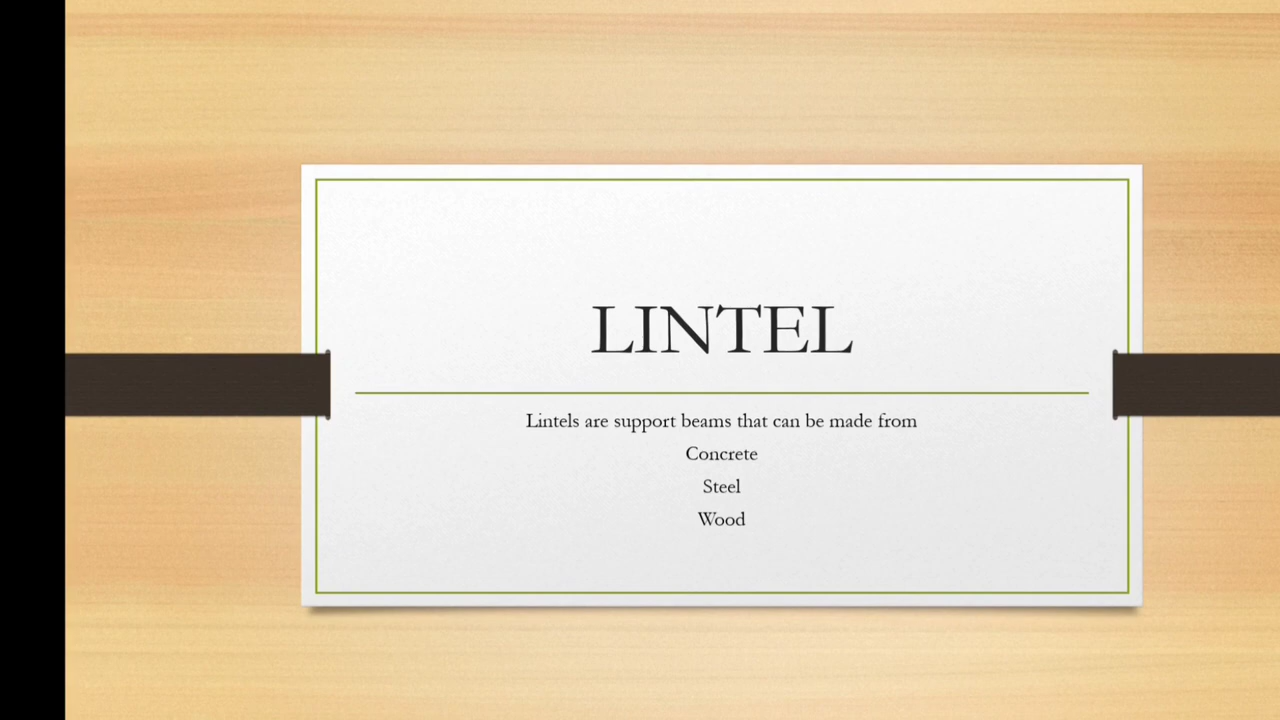 LINTEL
Lintels are support beams that can be made from
Concrete
Steel
Wood